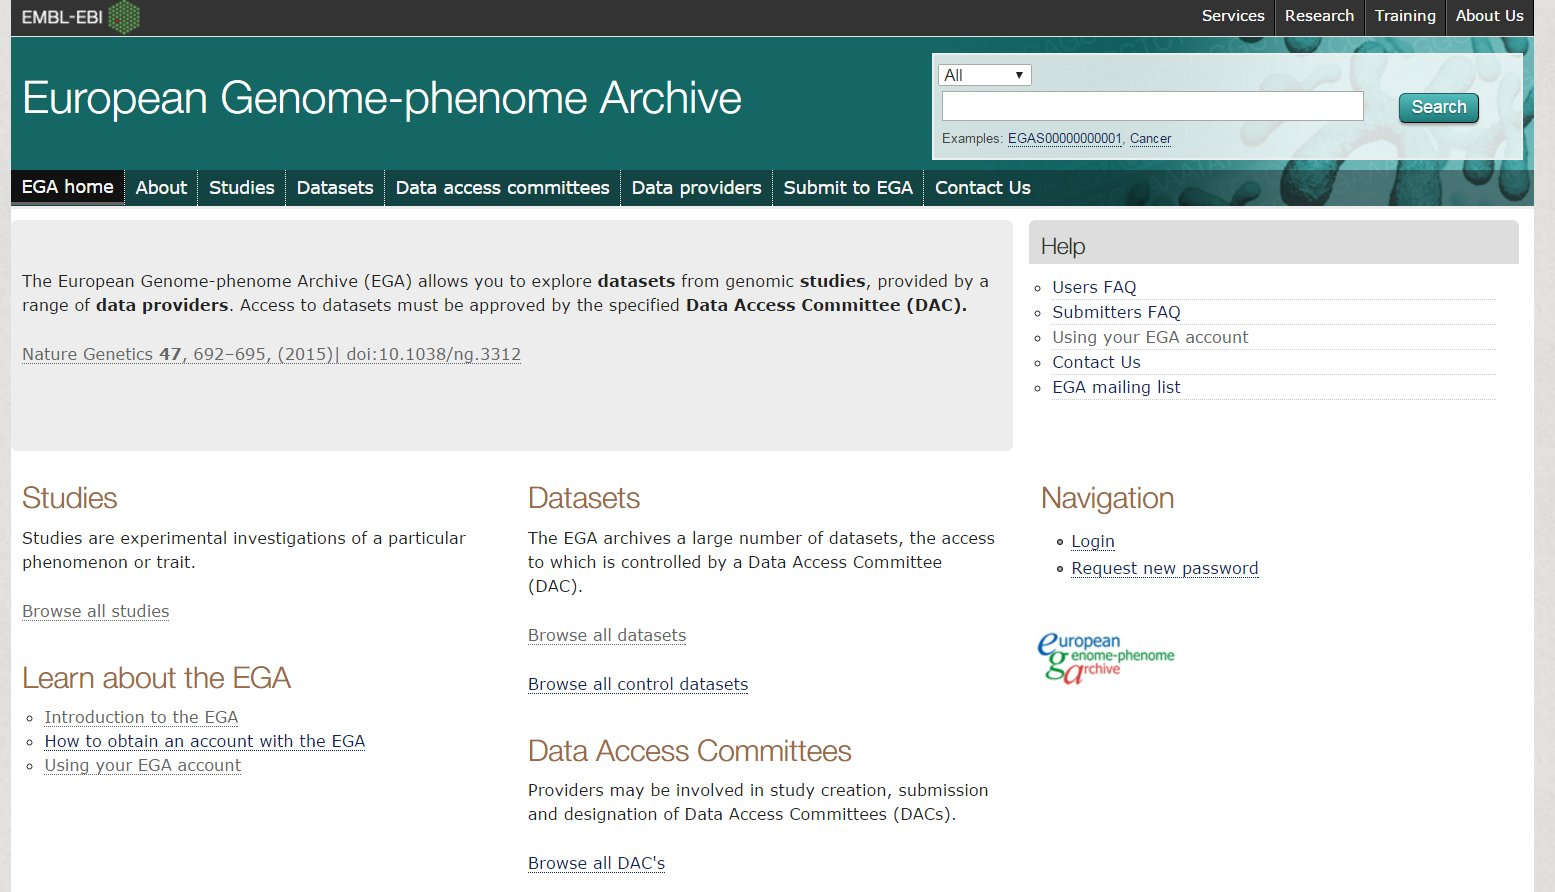 EMBL-EBI
Services
Research
Training
About Us
European Genome-phenome Archive
All
Search
Examples: EGAS00000000001, Cancer
EGA home
About
Studies
Datasets
Data access committees
Data providers
Submit to EGA
Contact Us
The European Genome-phenome Archive (EGA) allows you to explore datasets from genomic studies, provided by a
range of data providers. Access to datasets must be approved by the specified Data Access Committee (DAC).
Nature Genetics 47, 692–695, (2015)| doi:10.1038/ng.3312
Help
Users FAQ
Submitters FAQ
Using your EGA account
Contact Us
EGA mailing list
Studies
Studies are experimental investigations of a particular
phenomenon or trait.
Browse all studies
Learn about the EGA
Introduction to the EGA
How to obtain an account with the EGA
Using your EGA account
Datasets
The EGA archives a large number of datasets, the access
to which is controlled by a Data Access Committee
(DAC).
Browse all datasets
Browse all control datasets
Data Access Committees
Providers may be involved in study creation, submission
and designation of Data Access Committees (DACs).
Browse all DAC's
Navigation
Login
Request new password
european
genome-phenome
archive